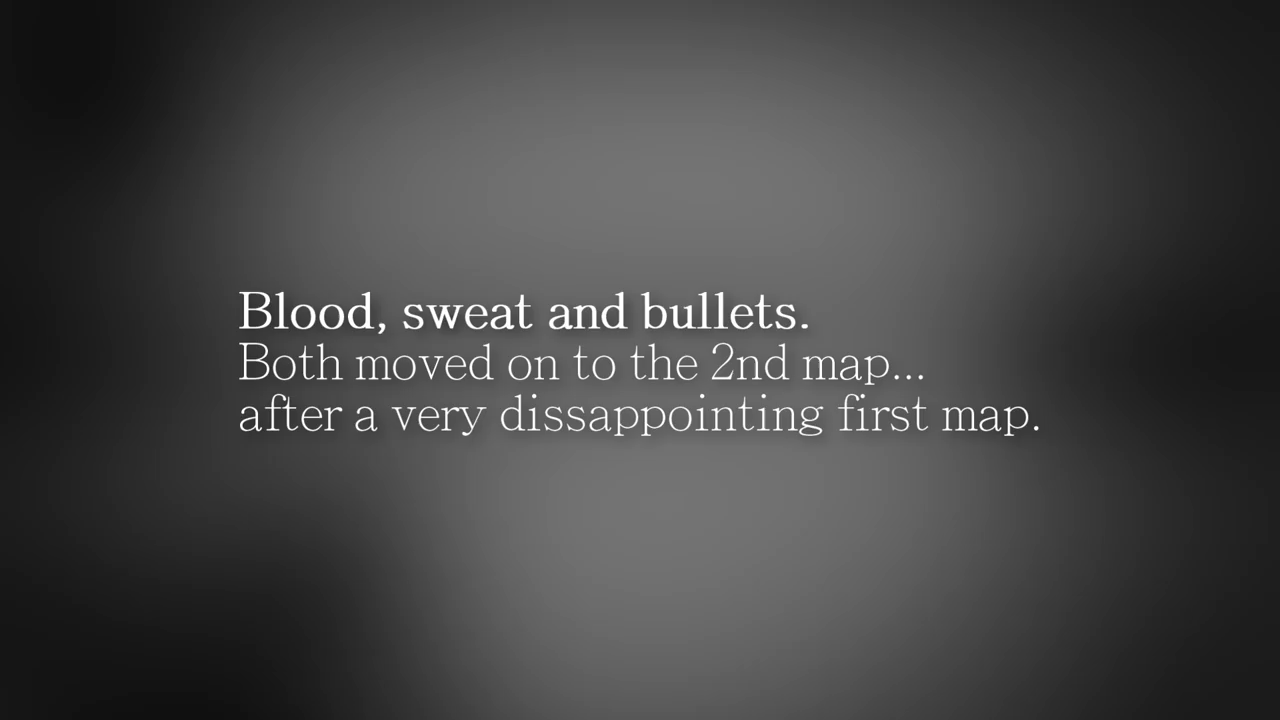 Blood, sweat and bullets.
Both moved on to the 2nd map...
after a very dissappointing first map.